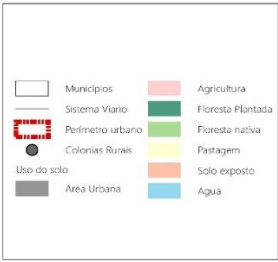 Municípios
Sistema Viario
Perímetro urbano
Colonias Rurais
Uso do solo
Area Urbana
Agricultura
Floresta Plantada
Floresta nativa
Pastagem
Solo exposto
Agua